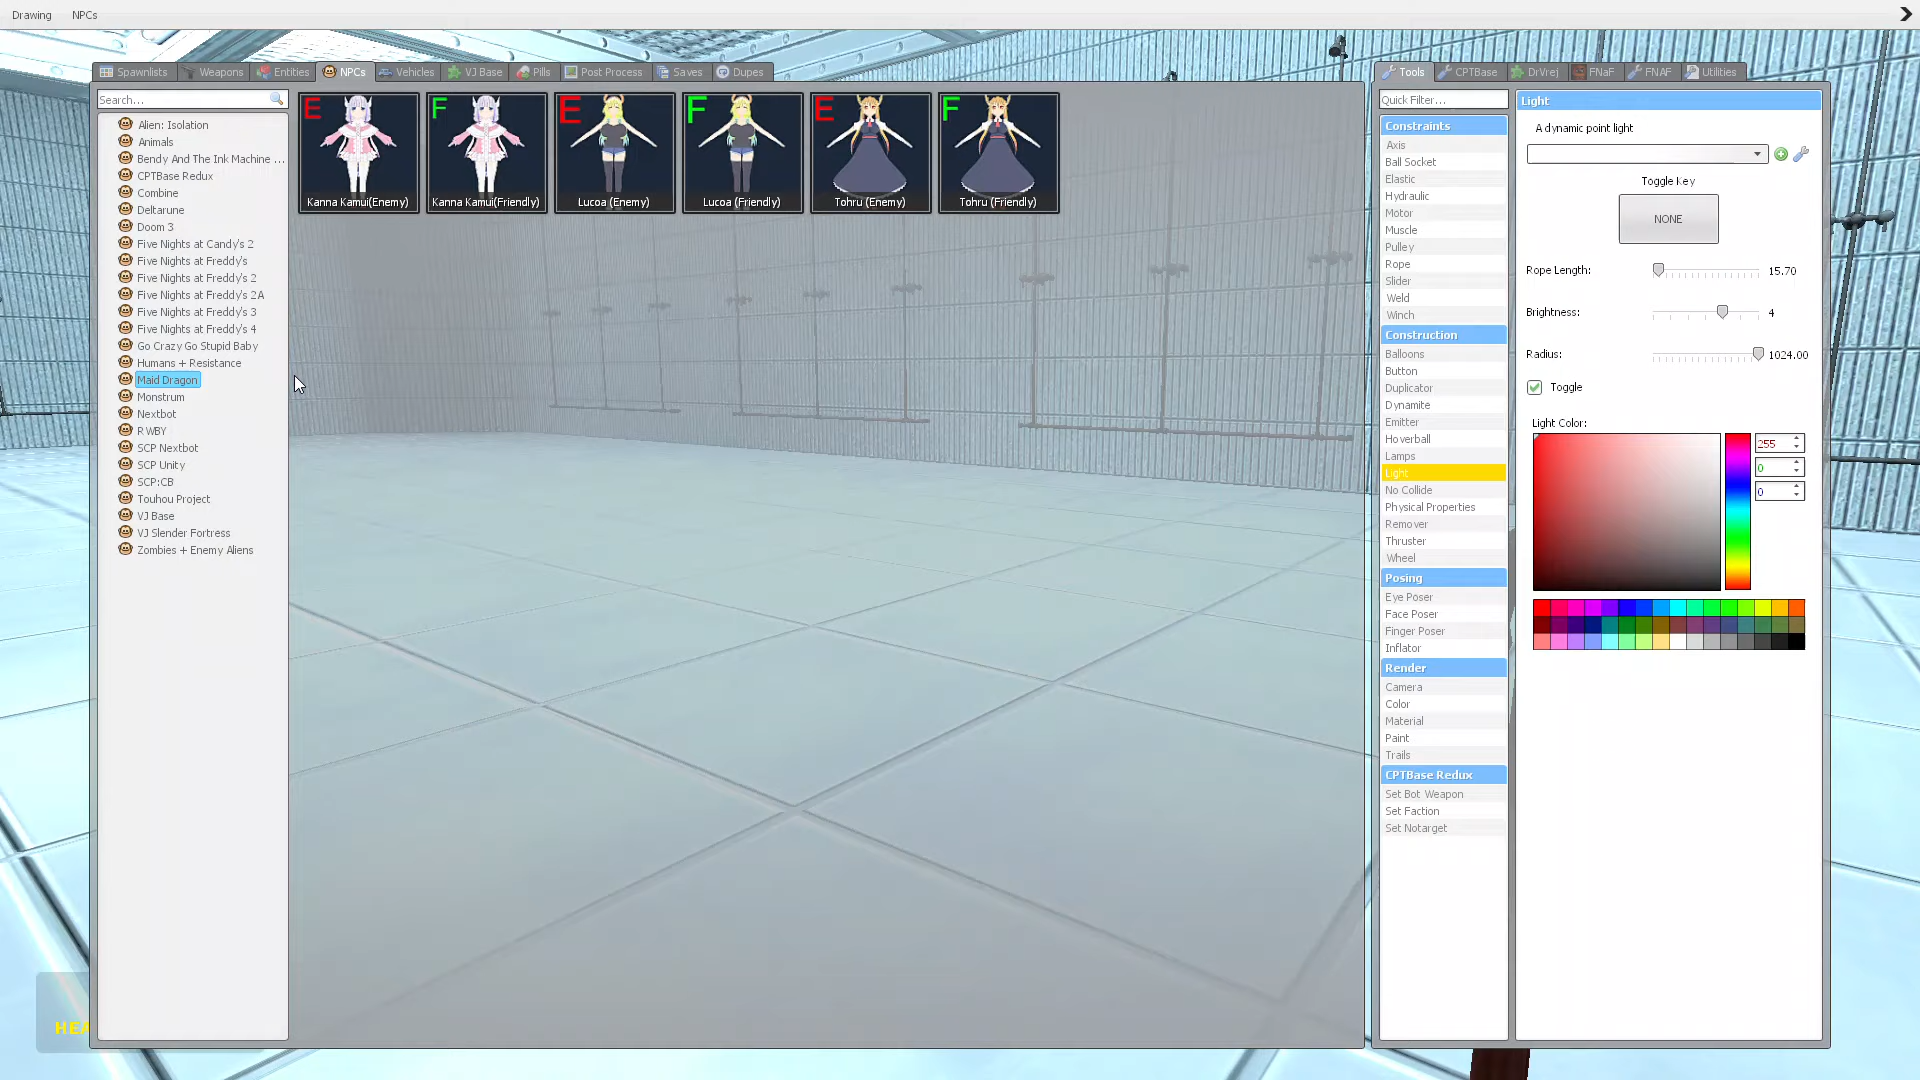 Drawing NPCs
Spawnlists Weapons Entities NPCs Vehicles VJ Base Pills Post Process Saves Dupes
Search...
Alien: Isolation
Animals
Bendy And The Ink Machine ...
CPTBase Redux
Combine
Deltarune
Doom 3
Five Nights at Candy's 2
Five Nights at Freddy's
Five Nights at Freddy's 2
Five Nights at Freddy's 2A
Five Nights at Freddy's 3
Five Nights at Freddy's 4
Go Crazy Go Stupid Baby
Humans + Resistance
Maid Dragon
Monstrum
Nextbot
RWBY
SCP Nextbot
SCP Unity
SCP:CB
Touhou Project
VJ Base
VJ Slender Fortress
Zombies + Enemy Aliens
E F E F E F
Kanna Kamui(Enemy) Kanna Kamui(Friendly) Lucoa (Enemy) Lucoa (Friendly) Tohru (Enemy) Tohru (Friendly)
Tools CPTBase DrVrej FNaF FNAF Utilities
Quick Filter...
Constraints
Axis
Ball Socket
Elastic
Hydraulic
Motor
Muscle
Pulley
Rope
Slider
Weld
Winch
Construction
Balloons
Button
Duplicator
Dynamite
Emitter
Hoverball
Lamps
Light
No Collide
Physical Properties
Remover
Thruster
Wheel
Posing
Eye Poser
Face Poser
Finger Poser
Inflator
Render
Camera
Color
Material
Paint
Trails
CPTBase Redux
Set Bot Weapon
Set Faction
Set Notarget
Light
A dynamic point light
Toggle Key
NONE
Rope Length: 15.70
Brightness: 4
Radius: 1024.00
Toggle
Light Color:
255
0
0